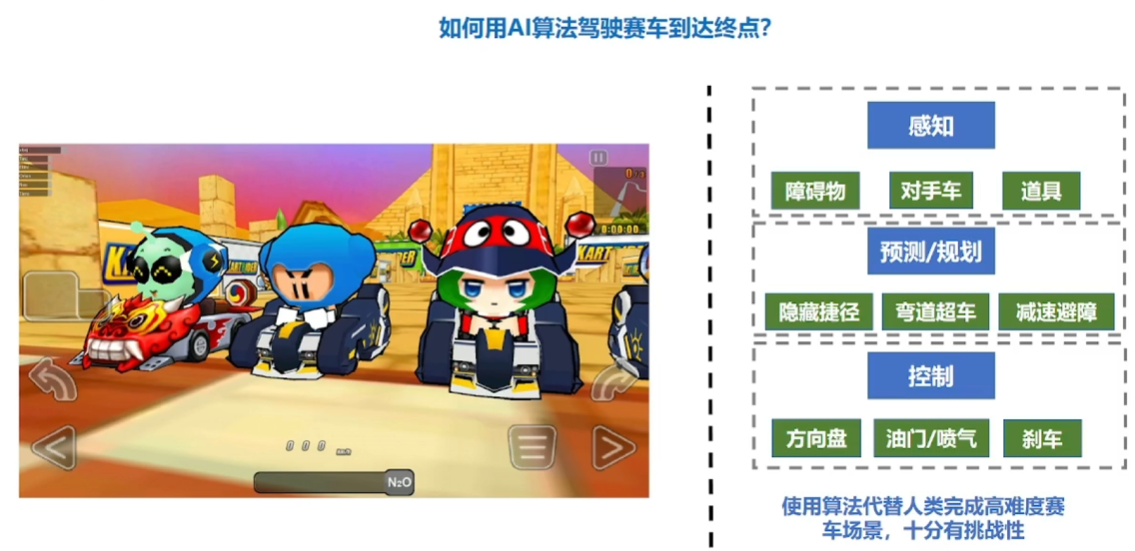 如何用AI算法驾驶赛车到达终点?
感知
障碍物
对手车
道具
预测/规划
隐藏捷径
弯道超车
减速避障
控制
方向盘
油门/喷气
刹车
使用算法代替人类完成高难度赛
车场景，十分有挑战性
0:00:00
000
N₂O